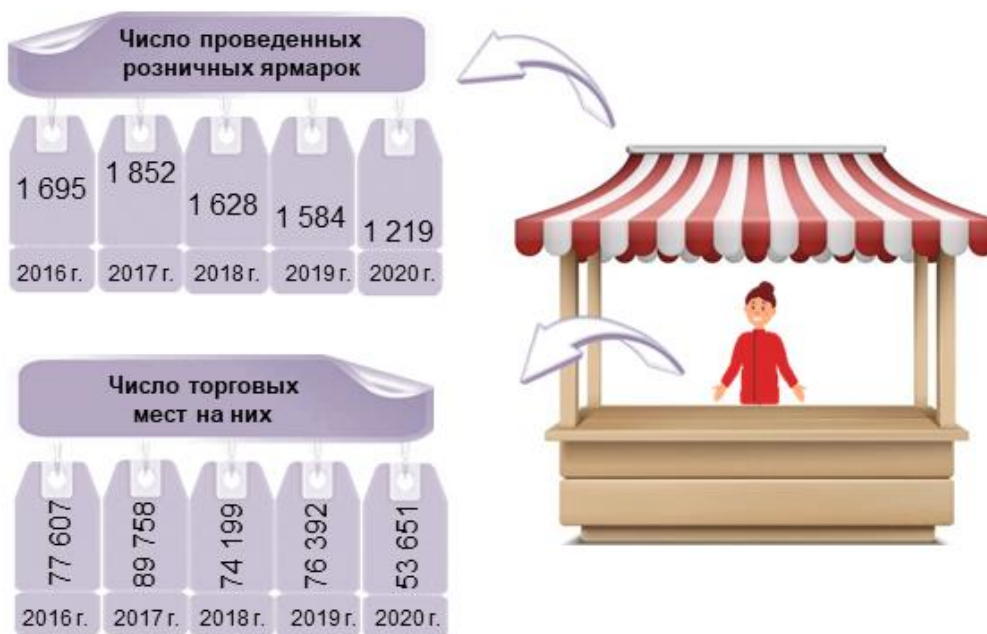 Число проведенных
розничных ярмарок
1 695
1 852
1 628
1 584
1 219
2016 г.
2017 г.
2018 г.
2019 г.
2020 г.
Число торговых
мест на них
77 607
89 758
74 199
76 392
53 651
2016 г.
2017 г.
2018 г.
2019 г.
2020 г.